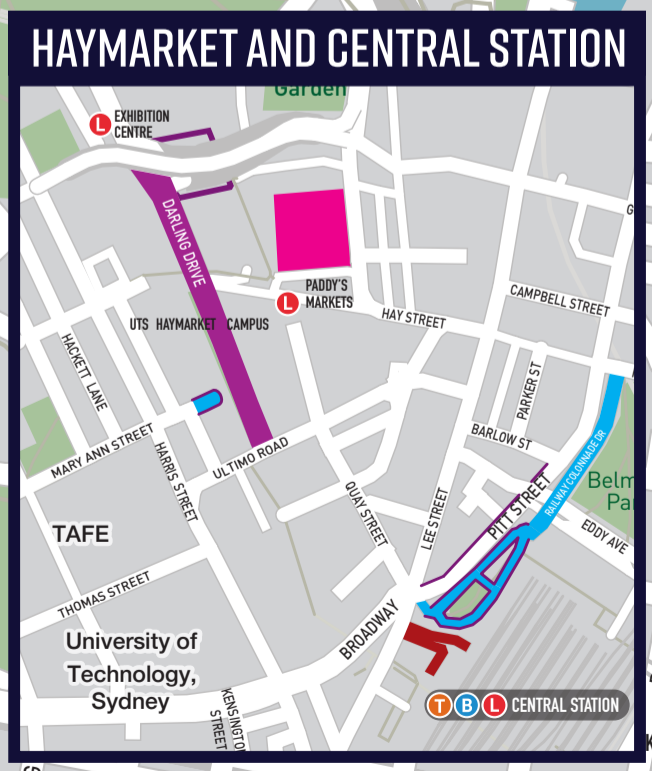 HAYMARKET AND CENTRAL STATION
Garden
L EXHIBITION
CENTRE
G
DARLING DRIVE
PADDY'S
L MARKETS
CAMPBELL STREET
HAY STREET
UTS HAYMARKET CAMPUS
HACKETT LANE
PARKER ST
MARY ANN STREET
HARRIS STREET
ULTIMO ROAD
BARLOW ST
RAILWAY COLONNADE DR
Belm
Par
QUAY STREET
LEE STREET
PITT STREET
EDDY AVE
TAFE
THOMAS STREET
BROADWAY
University of
Technology,
Sydney
KENSINGTO
STREET
T B L CENTRAL STATION
K